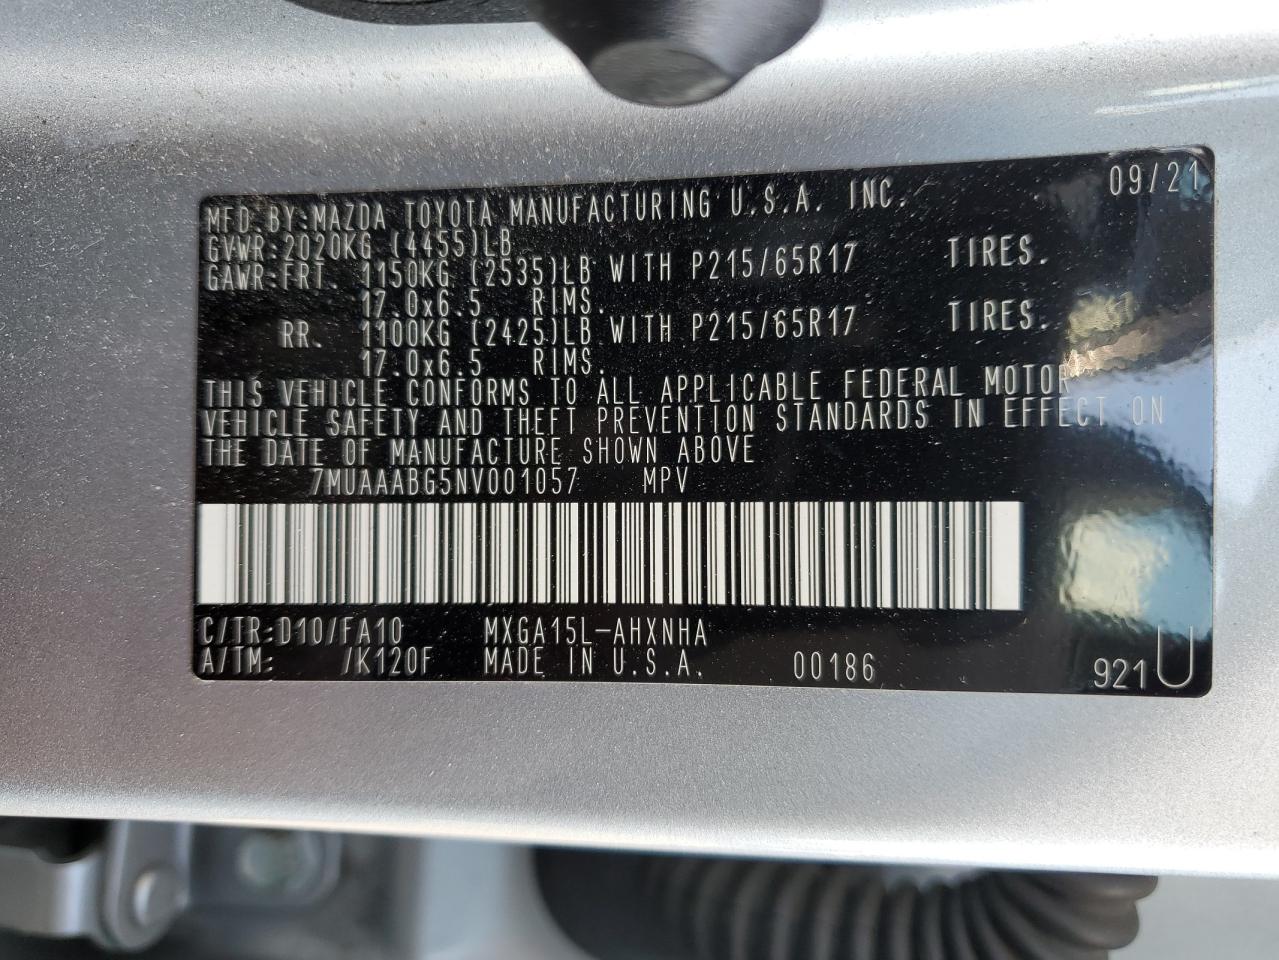 09/21
MFD.BY:MAZDA TOYOTA MANUFACTURING U.S.A. INC.
GVWR:2020KG (4455)LB
GAWR:FRT. 1150KG (2535)LB WITH P215/65R17 TIRES.
17.0x6.5 RIMS.
RR. 1100KG (2425)LB WITH P215/65R17 TIRES.
17.0x6.5 RIMS.
THIS VEHICLE CONFORMS TO ALL APPLICABLE FEDERAL MOTOR
VEHICLE SAFETY AND THEFT PREVENTION STANDARDS IN EFFECT ON
THE DATE OF MANUFACTURE SHOWN ABOVE
7MUAAABG5NV001057 MPV
C/TR:D10/FA10 MXGA15L-AHXNHA
A/TM: /K120F MADE IN U.S.A. 00186 921 U